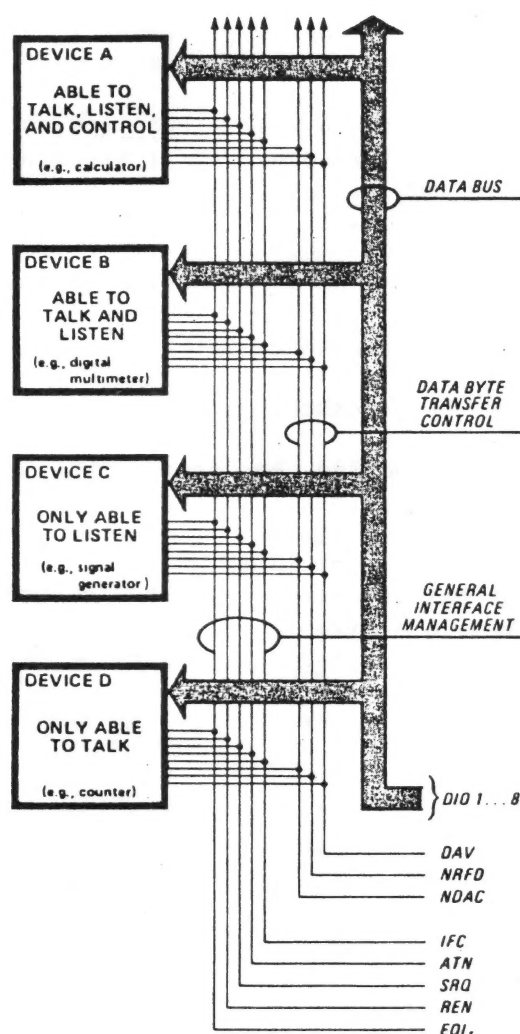 DEVICE A
ABLE TO
TALK, LISTEN,
AND CONTROL
(e.g., calculator)
DATA BUS
DEVICE B
ABLE TO
TALK AND
LISTEN
(e.g., digital
multimeter)
DATA BYTE
TRANSFER
CONTROL
DEVICE C
ONLY ABLE
TO LISTEN
(e.g., signal
generator)
GENERAL
INTERFACE
MANAGEMENT
DEVICE D
ONLY ABLE
TO TALK
(e.g., counter)
DIO 1...8
DAV
NRFD
NDAC
IFC
ATN
SRQ
REN